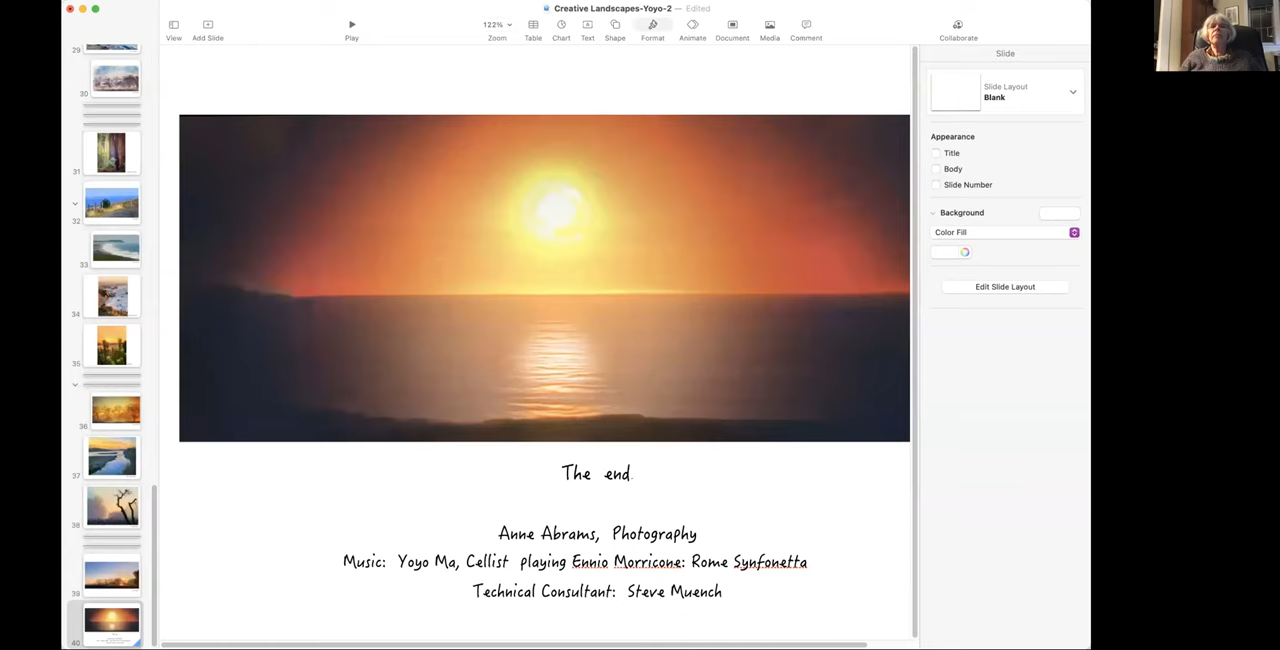 Creative Landscapes-Yoyo-2 — Edited
122%
View Add Slide Play Zoom Table Chart Text Shape Format Animate Document Media Comment Collaborate
Slide
Slide Layout
Blank
Appearance
Title
Body
Slide Number
Background
Color Fill
Edit Slide Layout
29
30
31
32
33
34
35
36
37
38
39
40
The end.
Anne Abrams, Photography
Music: Yoyo Ma, Cellist playing Ennio Morricone: Rome Synfonetta
Technical Consultant: Steve Muench